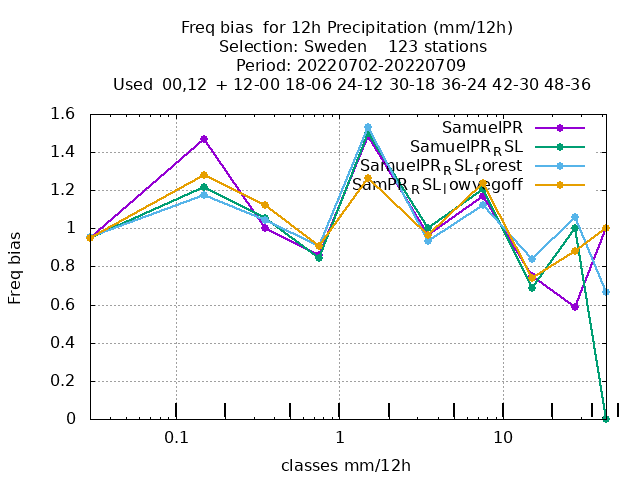 Freq bias  for 12h Precipitation (mm/12h)
Selection: Sweden    123 stations
Period: 20220702-20220709
Used  00,12  + 12-00 18-06 24-12 30-18 36-24 42-30 48-36
SamuelPR
SamuelPR_RSL
SamuelPR_RSL_forest
SamPR_RSL_lowvegoff
1.6
1.4
1.2
1
0.8
0.6
0.4
0.2
0
Freq bias
0.1 1 10
classes mm/12h